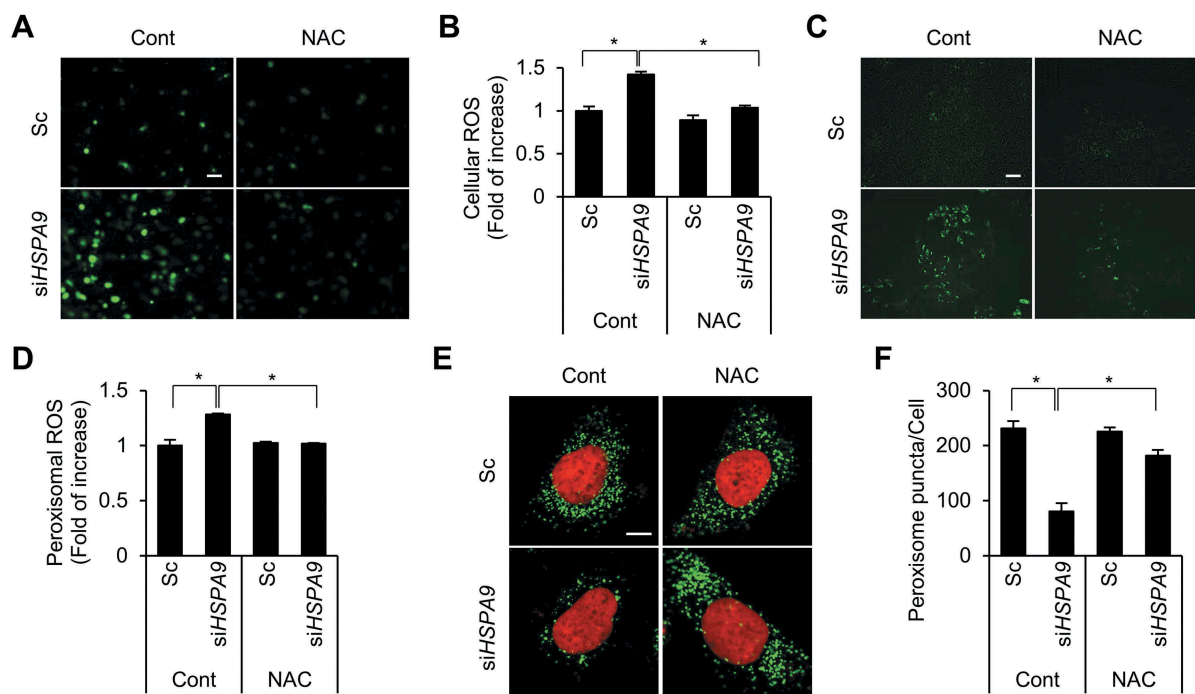 A
Cont NAC
Sc
siHSPA9
B
Cellular ROS
(Fold of increase)
1.5
1
0.5
0
* *
Sc siHSPA9 Sc siHSPA9
Cont NAC
C
Cont NAC
Sc
siHSPA9
D
Peroxisomal ROS
(Fold of increase)
1.5
1
0.5
0
* *
Sc siHSPA9 Sc siHSPA9
Cont NAC
E
Cont NAC
Sc
siHSPA9
F
Peroxisome puncta/Cell
300
200
100
0
* *
Sc siHSPA9 Sc siHSPA9
Cont NAC